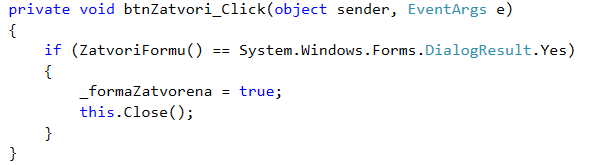 private void btnZatvori_Click(object sender, EventArgs e)
{
    if (ZatvoriFormu() == System.Windows.Forms.DialogResult.Yes)
    {
        _formaZatvorena = true;
        this.Close();
    }
}